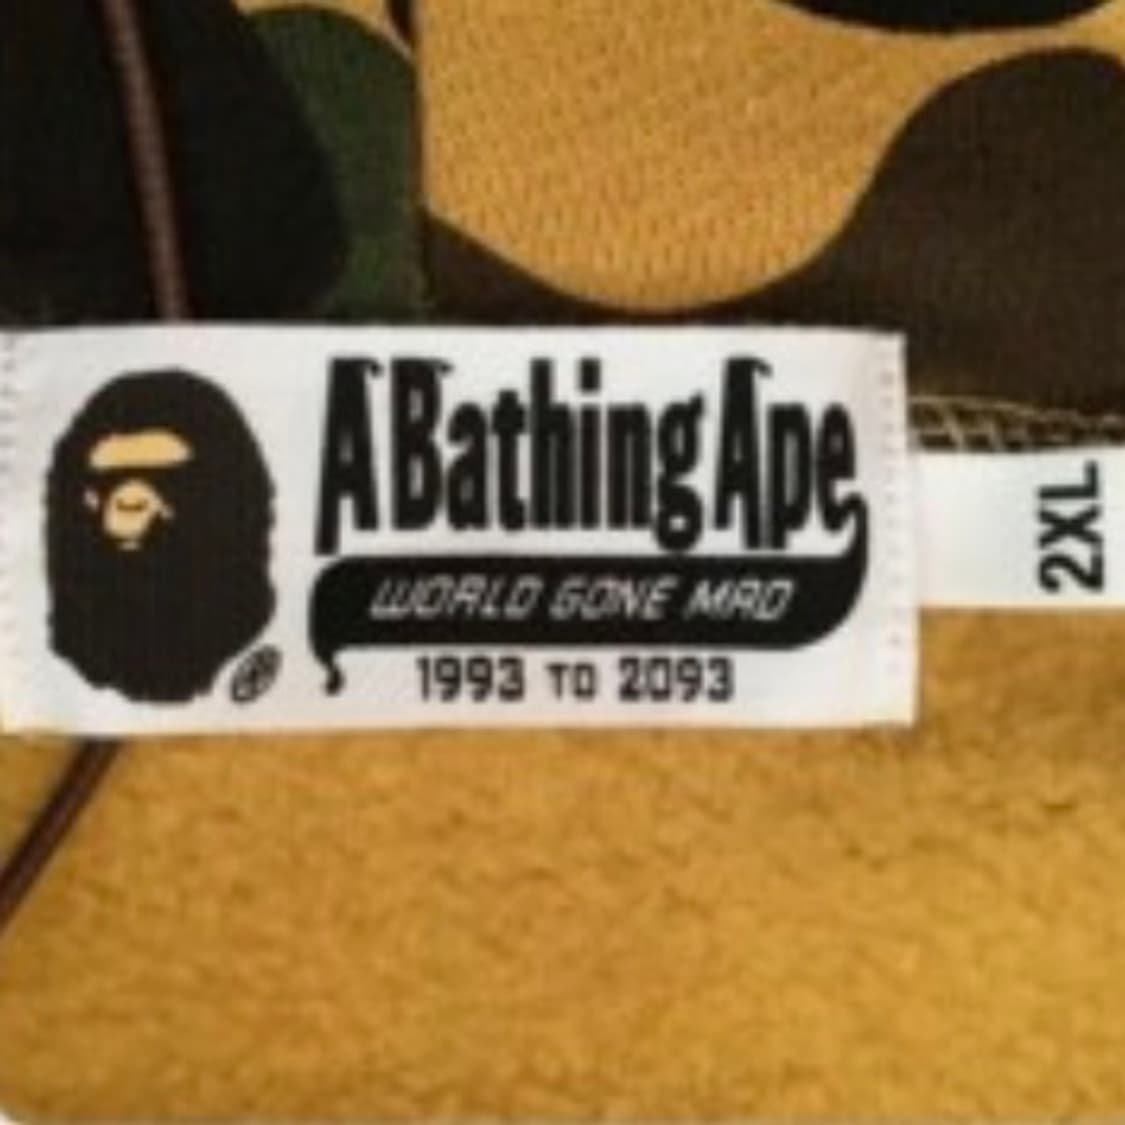 A Bathing Ape
WORLD GONE MAD
1993 TO 2093
®
2XL